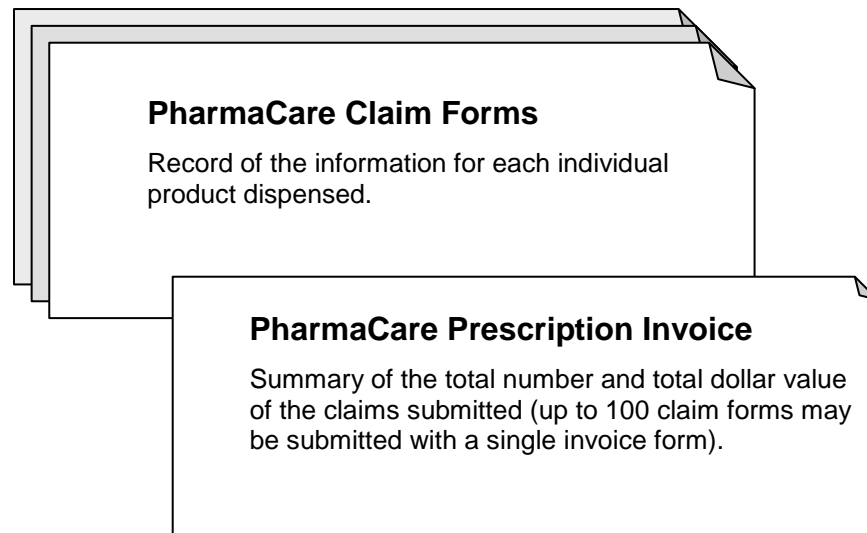 PharmaCare Claim Forms
Record of the information for each individual
product dispensed.
PharmaCare Prescription Invoice
Summary of the total number and total dollar value
of the claims submitted (up to 100 claim forms may
be submitted with a single invoice form).